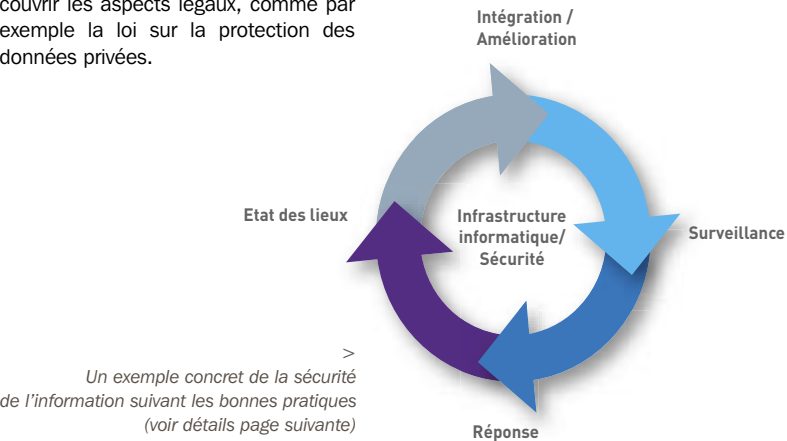 couvrir les aspects légaux, comme par
exemple la loi sur la protection des
données privées.
Intégration /
Amélioration
Etat des lieux
Infrastructure
informatique/
Sécurité
Surveillance
>
Un exemple concret de la sécurité
de l'information suivant les bonnes pratiques
(voir détails page suivante)
Réponse